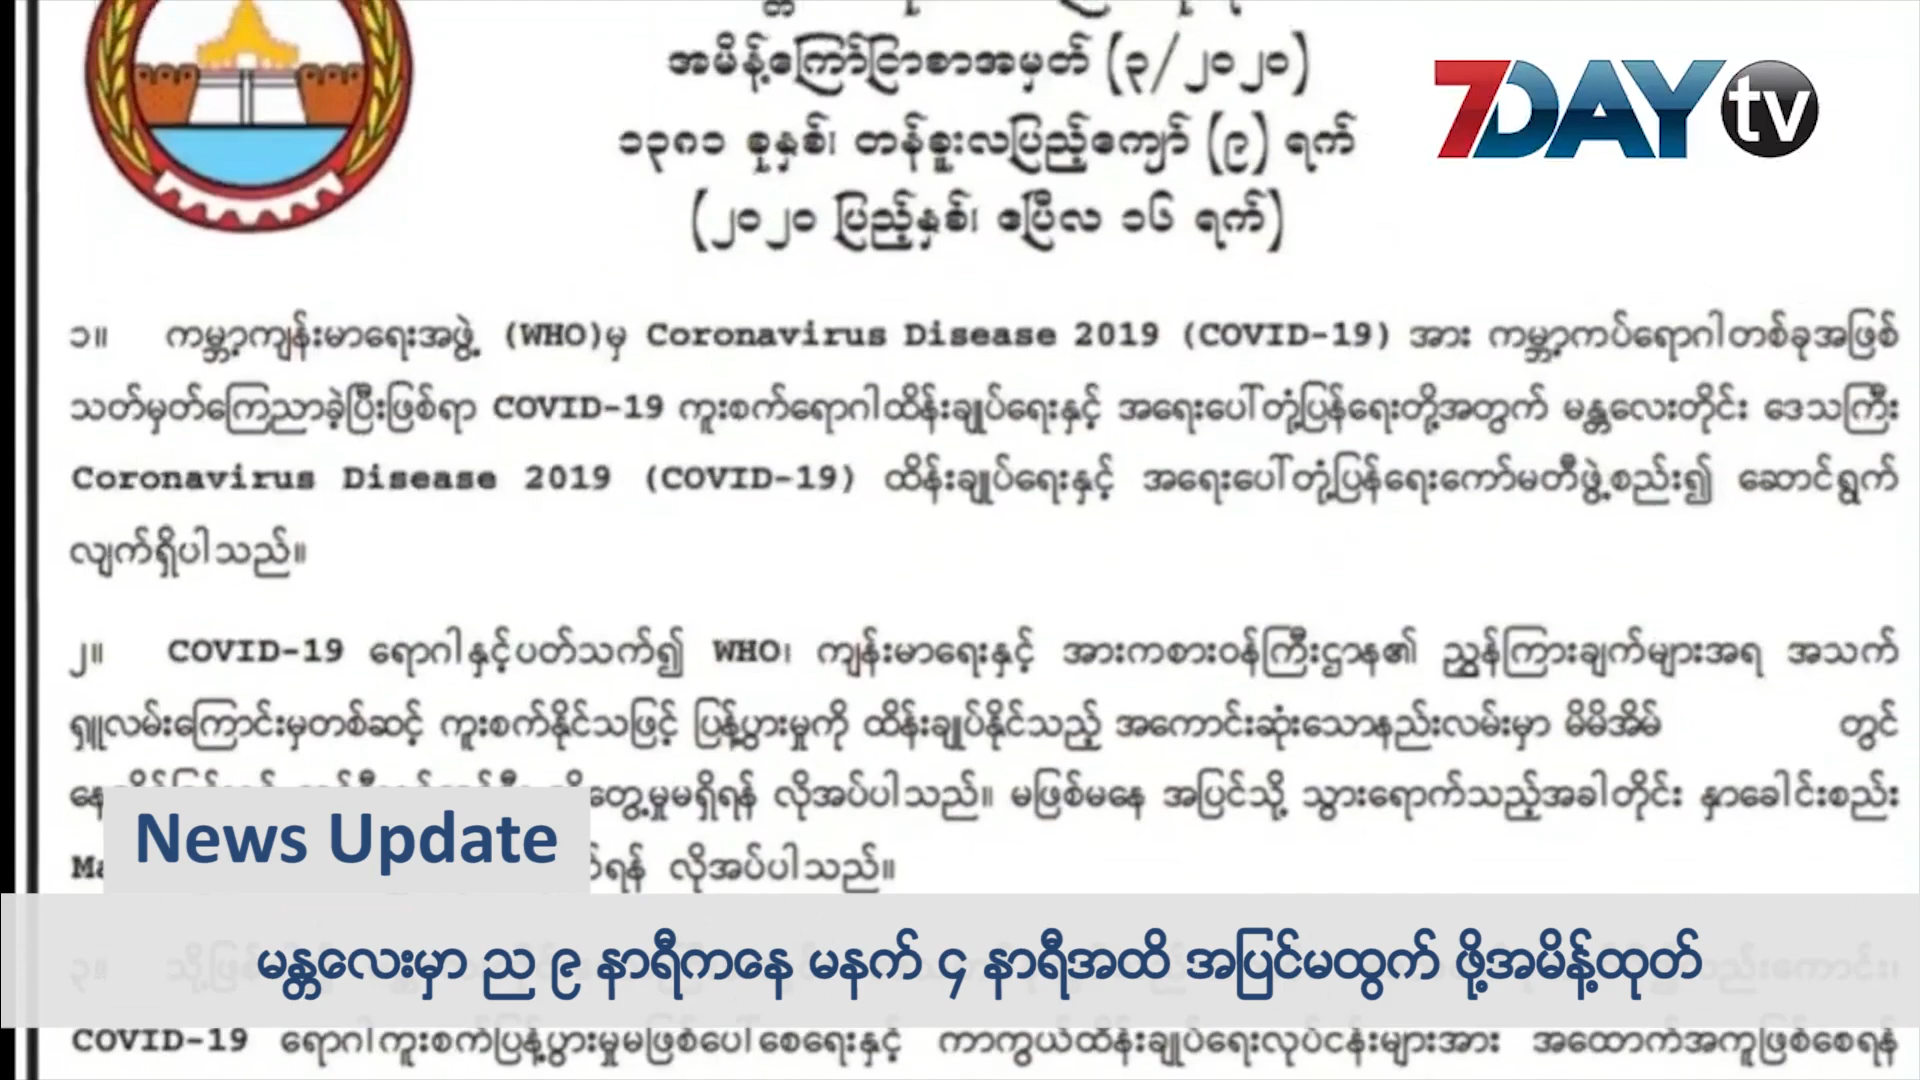 အမိန့်ကြော်ငြာစာအမှတ် (၃/၂၀၂၀)
7DAY tv
၁၃၈၁ ခုနှစ်၊ တန်ခူးလပြည့်ကျော် (၉) ရက်
(၂၀၂၀ ပြည့်နှစ်၊ ဧပြီလ ၁၆ ရက်)
၁။ ကမ္ဘာ့ကျန်းမာရေးအဖွဲ့ (WHO)မှ Coronavirus Disease 2019 (COVID-19) အား ကမ္ဘာ့ကပ်ရောဂါတစ်ခုအဖြစ်
သတ်မှတ်ကြေညာခဲ့ပြီးဖြစ်ရာ COVID-19 ကူးစက်ရောဂါထိန်းချုပ်ရေးနှင့် အရေးပေါ်တုံ့ပြန်ရေးတို့အတွက် မန္တလေးတိုင်း ဒေသကြီး
Coronavirus Disease 2019 (COVID-19) ထိန်းချုပ်ရေးနှင့် အရေးပေါ်တုံ့ပြန်ရေးကော်မတီဖွဲ့စည်း၍ ဆောင်ရွက်
လျက်ရှိပါသည်။
၂။ COVID-19 ရောဂါနှင့်ပတ်သက်၍ WHO၊ ကျန်းမာရေးနှင့် အားကစားဝန်ကြီးဌာန၏ ညွှန်ကြားချက်များအရ အသက်
ရှူလမ်းကြောင်းမှတစ်ဆင့် ကူးစက်နိုင်သဖြင့် ပြန့်ပွားမှုကို ထိန်းချုပ်နိုင်သည့် အကောင်းဆုံးသောနည်းလမ်းမှာ မိမိအိမ် တွင်
တွေ့မှုမရှိရန် လိုအပ်ပါသည်။ မဖြစ်မနေ အပြင်သို့ သွားရောက်သည့်အခါတိုင်း နှာခေါင်းစည်း
လိုအပ်ပါသည်။
News Update
မန္တလေးမှာ ည ၉ နာရီကနေ မနက် ၄ နာရီအထိ အပြင်မထွက် ဖို့အမိန့်ထုတ်
COVID-19 ရောဂါကူးစက်ပြန့်ပွားမှုမဖြစ်ပေါ်စေရေးနှင့် ကာကွယ်ထိန်းချုပ်ရေးလုပ်ငန်းများအား အထောက်အကူဖြစ်စေရန်